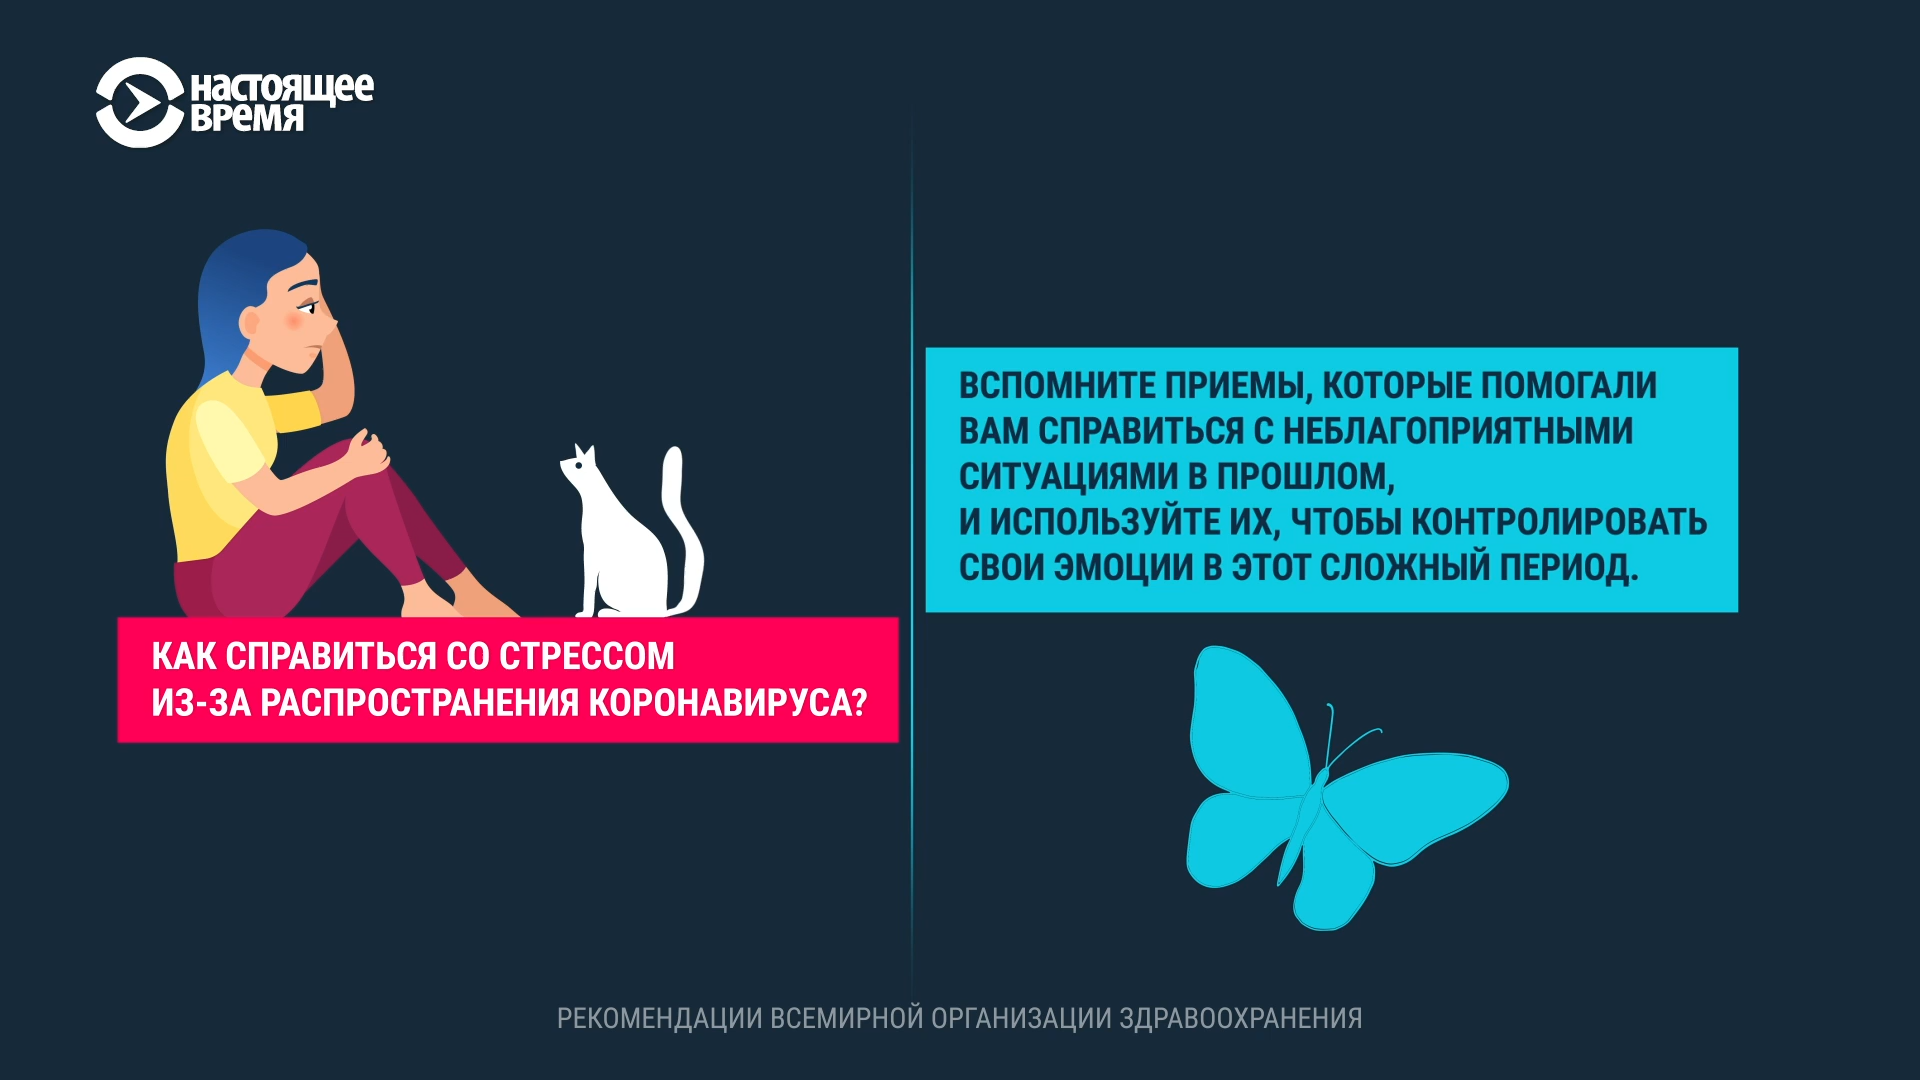 НАСТОЯЩЕЕ
ВРЕМЯ
КАК СПРАВИТЬСЯ СО СТРЕССОМ
ИЗ-ЗА РАСПРОСТРАНЕНИЯ КОРОНАВИРУСА?
ВСПОМНИТЕ ПРИЕМЫ, КОТОРЫЕ ПОМОГАЛИ
ВАМ СПРАВИТЬСЯ С НЕБЛАГОПРИЯТНЫМИ
СИТУАЦИЯМИ В ПРОШЛОМ,
И ИСПОЛЬЗУЙТЕ ИХ, ЧТОБЫ КОНТРОЛИРОВАТЬ
СВОИ ЭМОЦИИ В ЭТОТ СЛОЖНЫЙ ПЕРИОД.
РЕКОМЕНДАЦИИ ВСЕМИРНОЙ ОРГАНИЗАЦИИ ЗДРАВООХРАНЕНИЯ